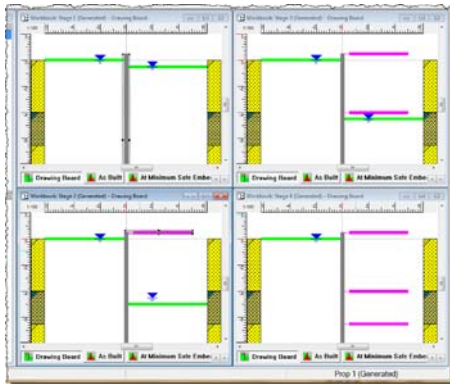 Workbook: Stage 1 (Generated) - Drawing Board
Workbook: Stage 3 (Generated) - Drawing Board
Drawing Board As Built At Minimum Safe Embe
Drawing Board As Built At Minimum Safe Embe
Workbook: Stage 2 (Generated) - Drawing Board
Workbook: Stage 4 (Generated) - Drawing Board
Drawing Board As Built At Minimum Safe Embe
Drawing Board As Built At Minimum Safe Embe
Prop 1 (Generated)